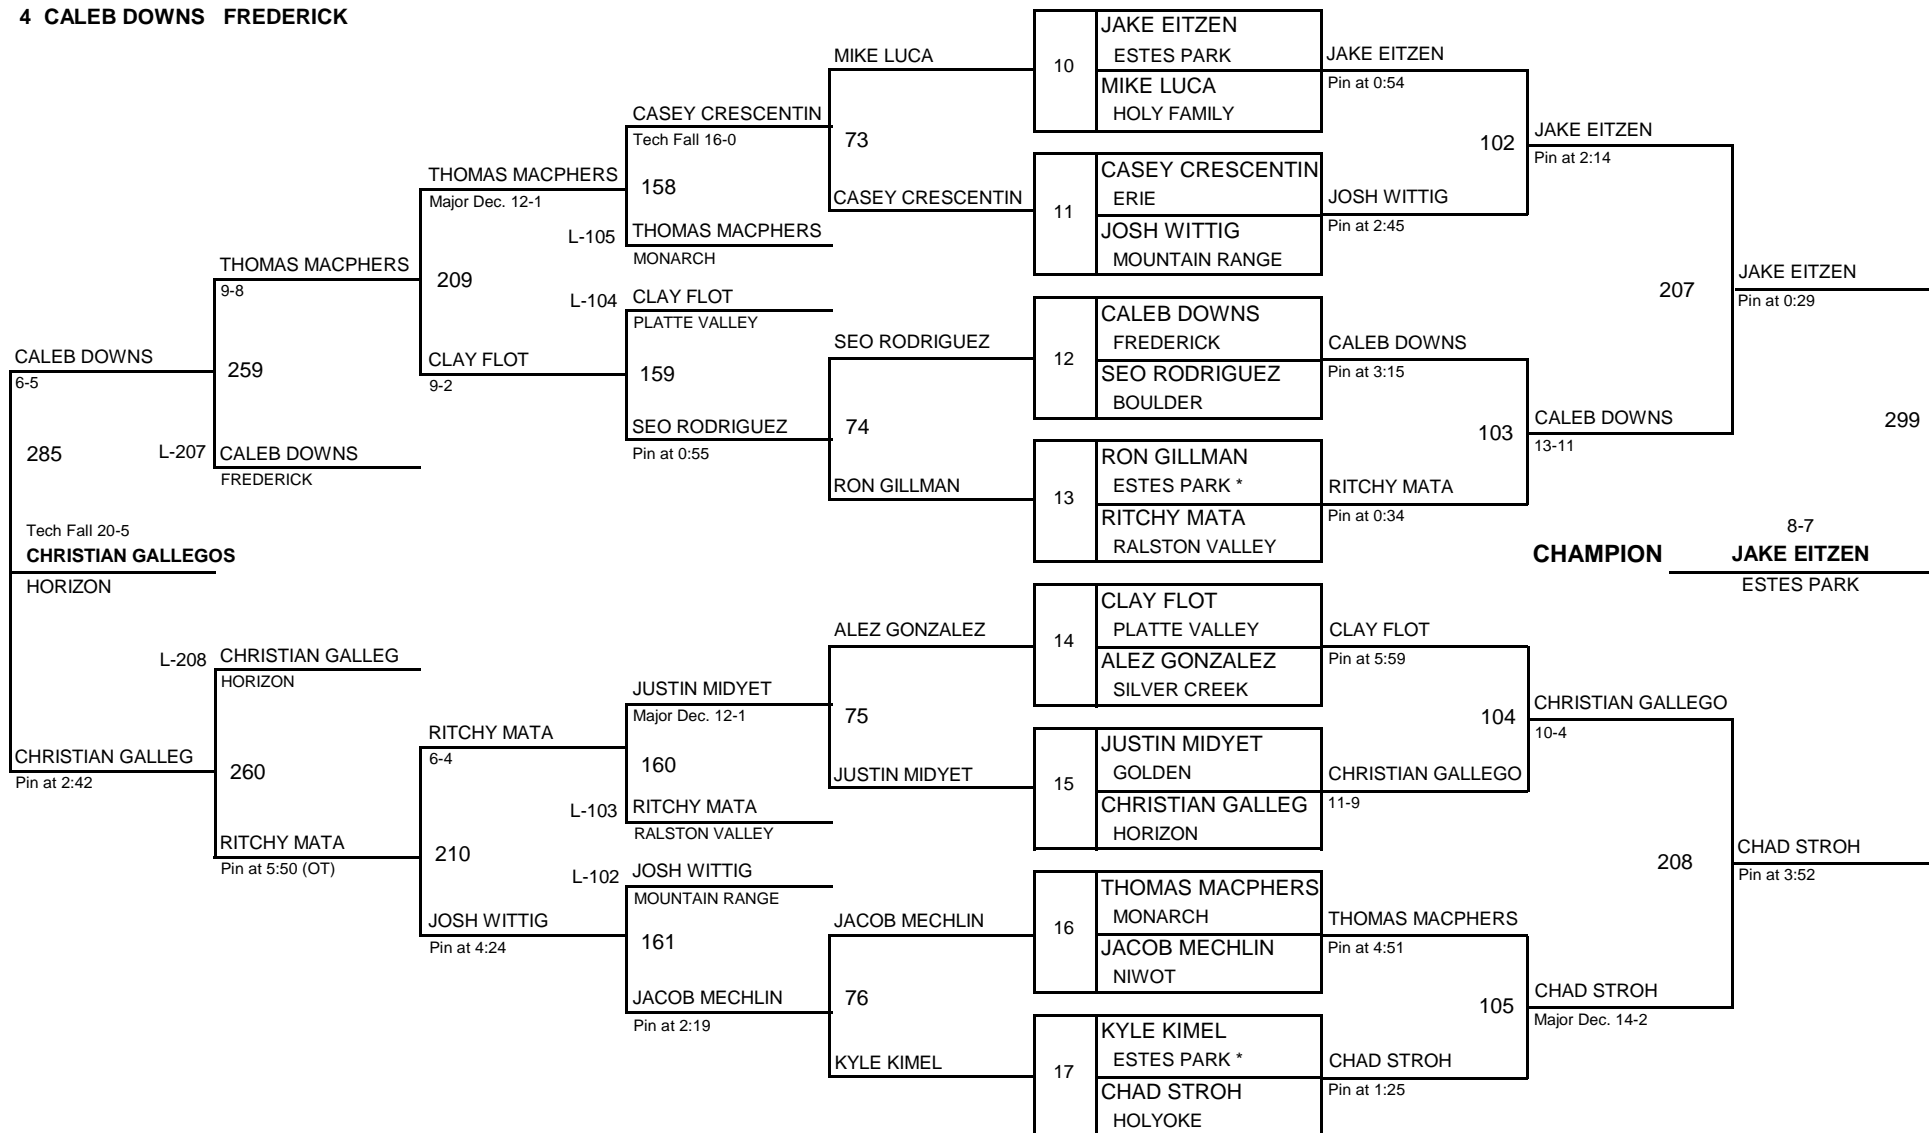 4 CALEB DOWNS FREDERICK
CALEB DOWNS
6-5
285
Tech Fall 20-5
CHRISTIAN GALLEGOS
HORIZON
CHRISTIAN GALLEG
Pin at 2:42
THOMAS MACPHERS
9-8
259
L-207 CALEB DOWNS
FREDERICK
L-208 CHRISTIAN GALLEG
HORIZON
260
RITCHY MATA
Pin at 5:50 (OT)
THOMAS MACPHERS
Major Dec. 12-1
209
CLAY FLOT
9-2
RITCHY MATA
6-4
210
JOSH WITTIG
Pin at 4:24
CASEY CRESCENTIN
Tech Fall 16-0
158
L-105 THOMAS MACPHERS
MONARCH
L-104 CLAY FLOT
PLATTE VALLEY
159
SEO RODRIGUEZ
Pin at 0:55
JUSTIN MIDYET
Major Dec. 12-1
160
L-103 RITCHY MATA
RALSTON VALLEY
L-102 JOSH WITTIG
MOUNTAIN RANGE
161
JACOB MECHLIN
Pin at 2:19
MIKE LUCA
73
CASEY CRESCENTIN
SEO RODRIGUEZ
74
RON GILLMAN
ALEZ GONZALEZ
75
JUSTIN MIDYET
JACOB MECHLIN
76
KYLE KIMEL
10
JAKE EITZEN
ESTES PARK
MIKE LUCA
HOLY FAMILY
11
CASEY CRESCENTIN
ERIE
JOSH WITTIG
MOUNTAIN RANGE
12
CALEB DOWNS
FREDERICK
SEO RODRIGUEZ
BOULDER
13
RON GILLMAN
ESTES PARK *
RITCHY MATA
RALSTON VALLEY
14
CLAY FLOT
PLATTE VALLEY
ALEZ GONZALEZ
SILVER CREEK
15
JUSTIN MIDYET
GOLDEN
CHRISTIAN GALLEG
HORIZON
16
THOMAS MACPHERS
MONARCH
JACOB MECHLIN
NIWOT
17
KYLE KIMEL
ESTES PARK *
CHAD STROH
HOLYOKE
JAKE EITZEN
Pin at 0:54
102
JOSH WITTIG
Pin at 2:45
CALEB DOWNS
Pin at 3:15
103
RITCHY MATA
Pin at 0:34
CLAY FLOT
Pin at 5:59
104
CHRISTIAN GALLEGO
11-9
THOMAS MACPHERS
Pin at 4:51
105
CHAD STROH
Pin at 1:25
JAKE EITZEN
Pin at 2:14
207
CALEB DOWNS
13-11
CHRISTIAN GALLEGO
10-4
208
CHAD STROH
Major Dec. 14-2
JAKE EITZEN
Pin at 0:29
299
8-7
CHAMPION JAKE EITZEN
ESTES PARK
CHAD STROH
Pin at 3:52